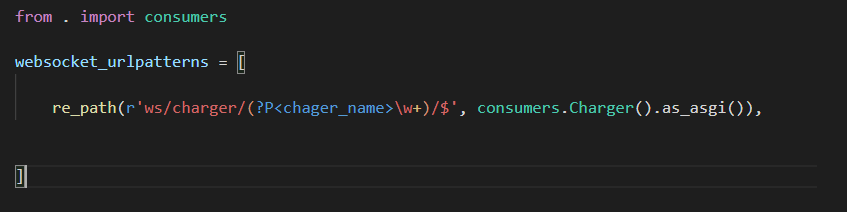 from . import consumers
websocket_urlpatterns = [
re_path(r'ws/charger/(?P<chager_name>\w+)/$', consumers.Charger().as_asgi()),
]